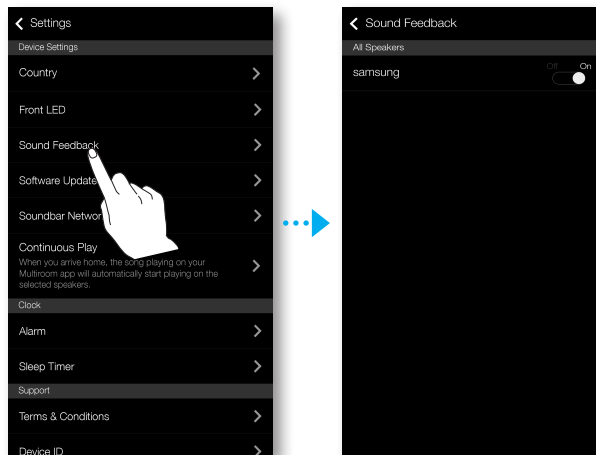 Settings
Device Settings
Country
Front LED
Sound Feedback
Software Update
Soundbar Networ
Continuous Play
When you arrive home, the song playing on your
Multiroom app will automatically start playing on the
selected speakers.
Clock
Alarm
Sleep Timer
Support
Terms & Conditions
Device ID
Sound Feedback
All Speakers
samsung
Off On